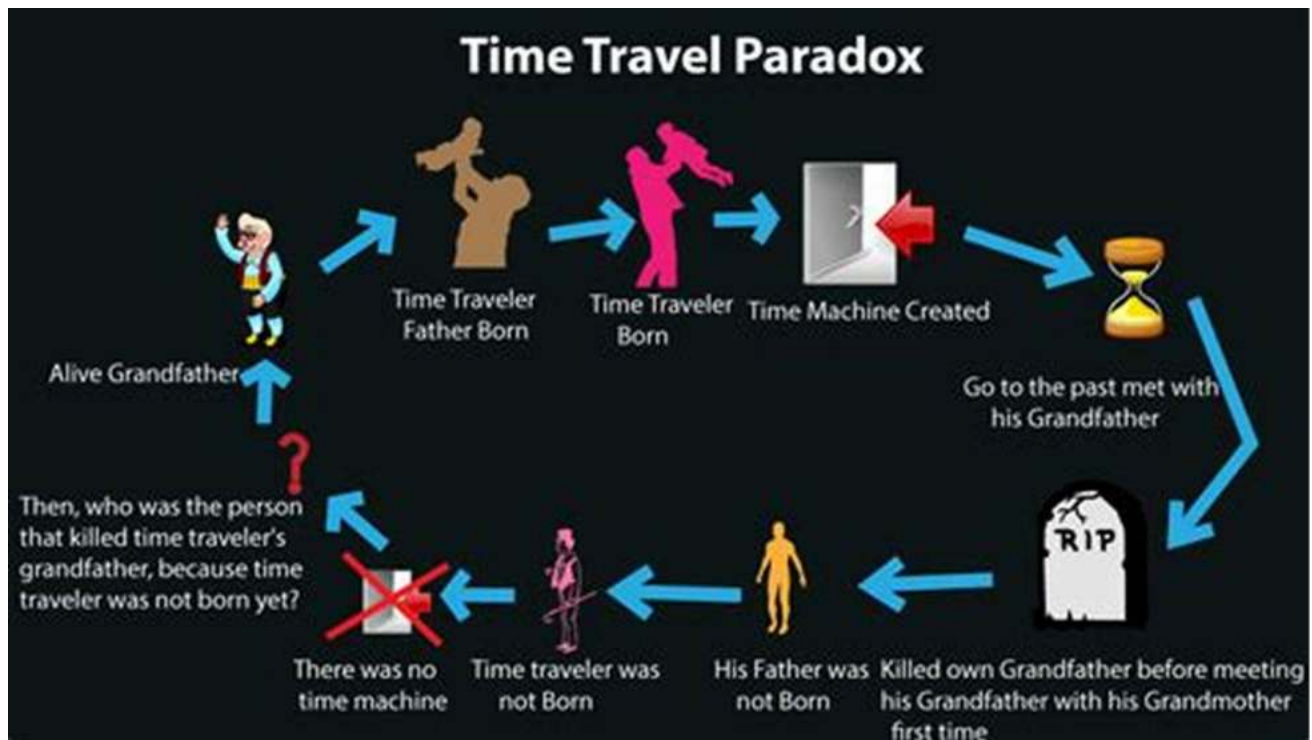 Time Travel Paradox
Time Traveler
Father Born
Time Traveler
Born
Time Machine Created
Alive Grandfather
Go to the past met with
his Grandfather
?
RIP
Then, who was the person
that killed time traveler's
grandfather, because time
traveler was not born yet?
There was no
time machine
Time traveler was
not Born
His Father was
not Born
Killed own Grandfather before meeting
his Grandfather with his Grandmother
first time